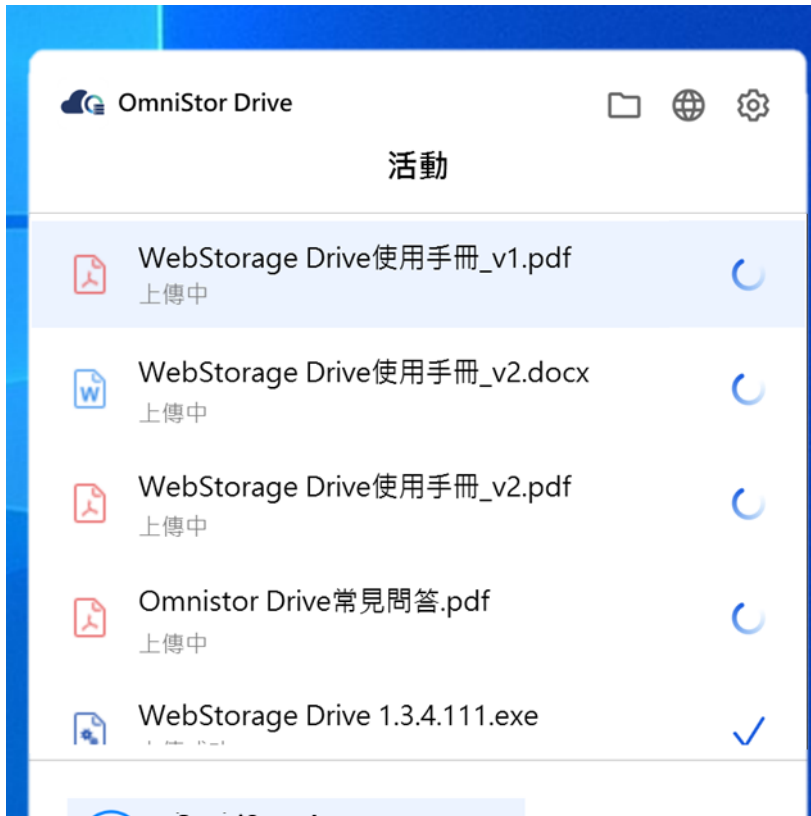 OmniStor Drive
活動
WebStorage Drive使用手冊_v1.pdf
上傳中
WebStorage Drive使用手冊_v2.docx
上傳中
WebStorage Drive使用手冊_v2.pdf
上傳中
Omnistor Drive常見問答.pdf
上傳中
WebStorage Drive 1.3.4.111.exe